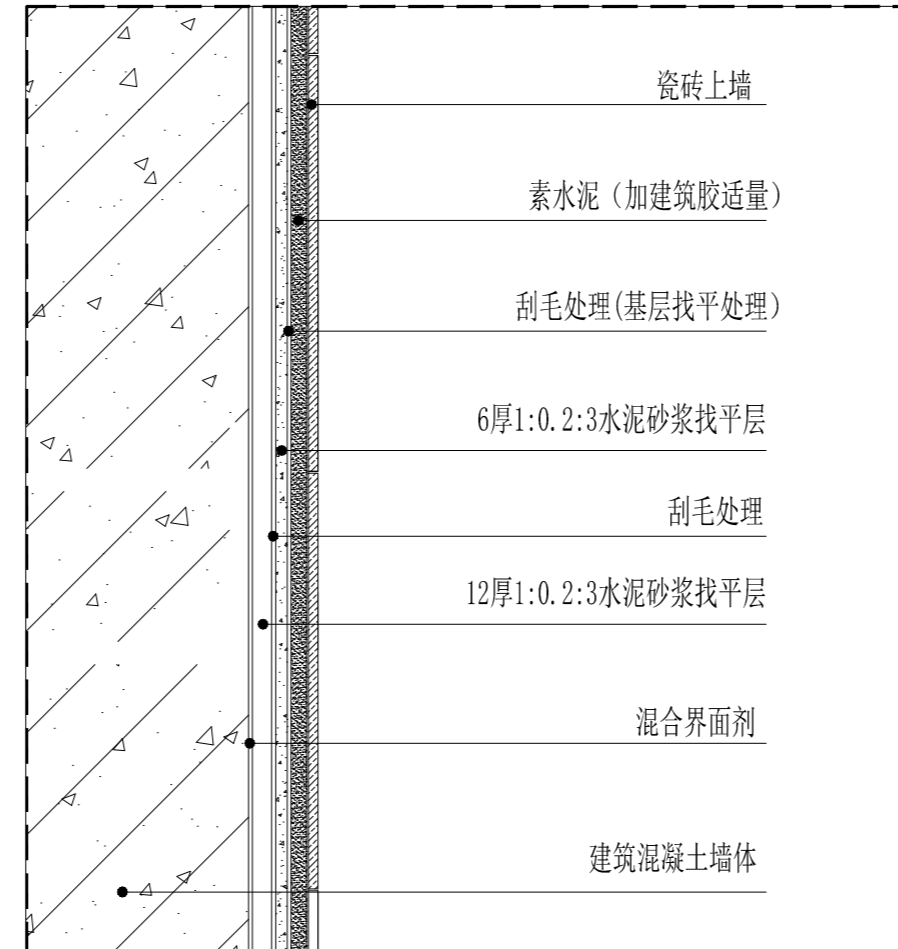 瓷砖上墙
素水泥（加建筑胶适量）
刮毛处理(基层找平处理）
6厚1:0.2:3水泥砂浆找平层
刮毛处理
12厚1:0.2:3水泥砂浆找平层
混合界面剂
建筑混凝土墙体